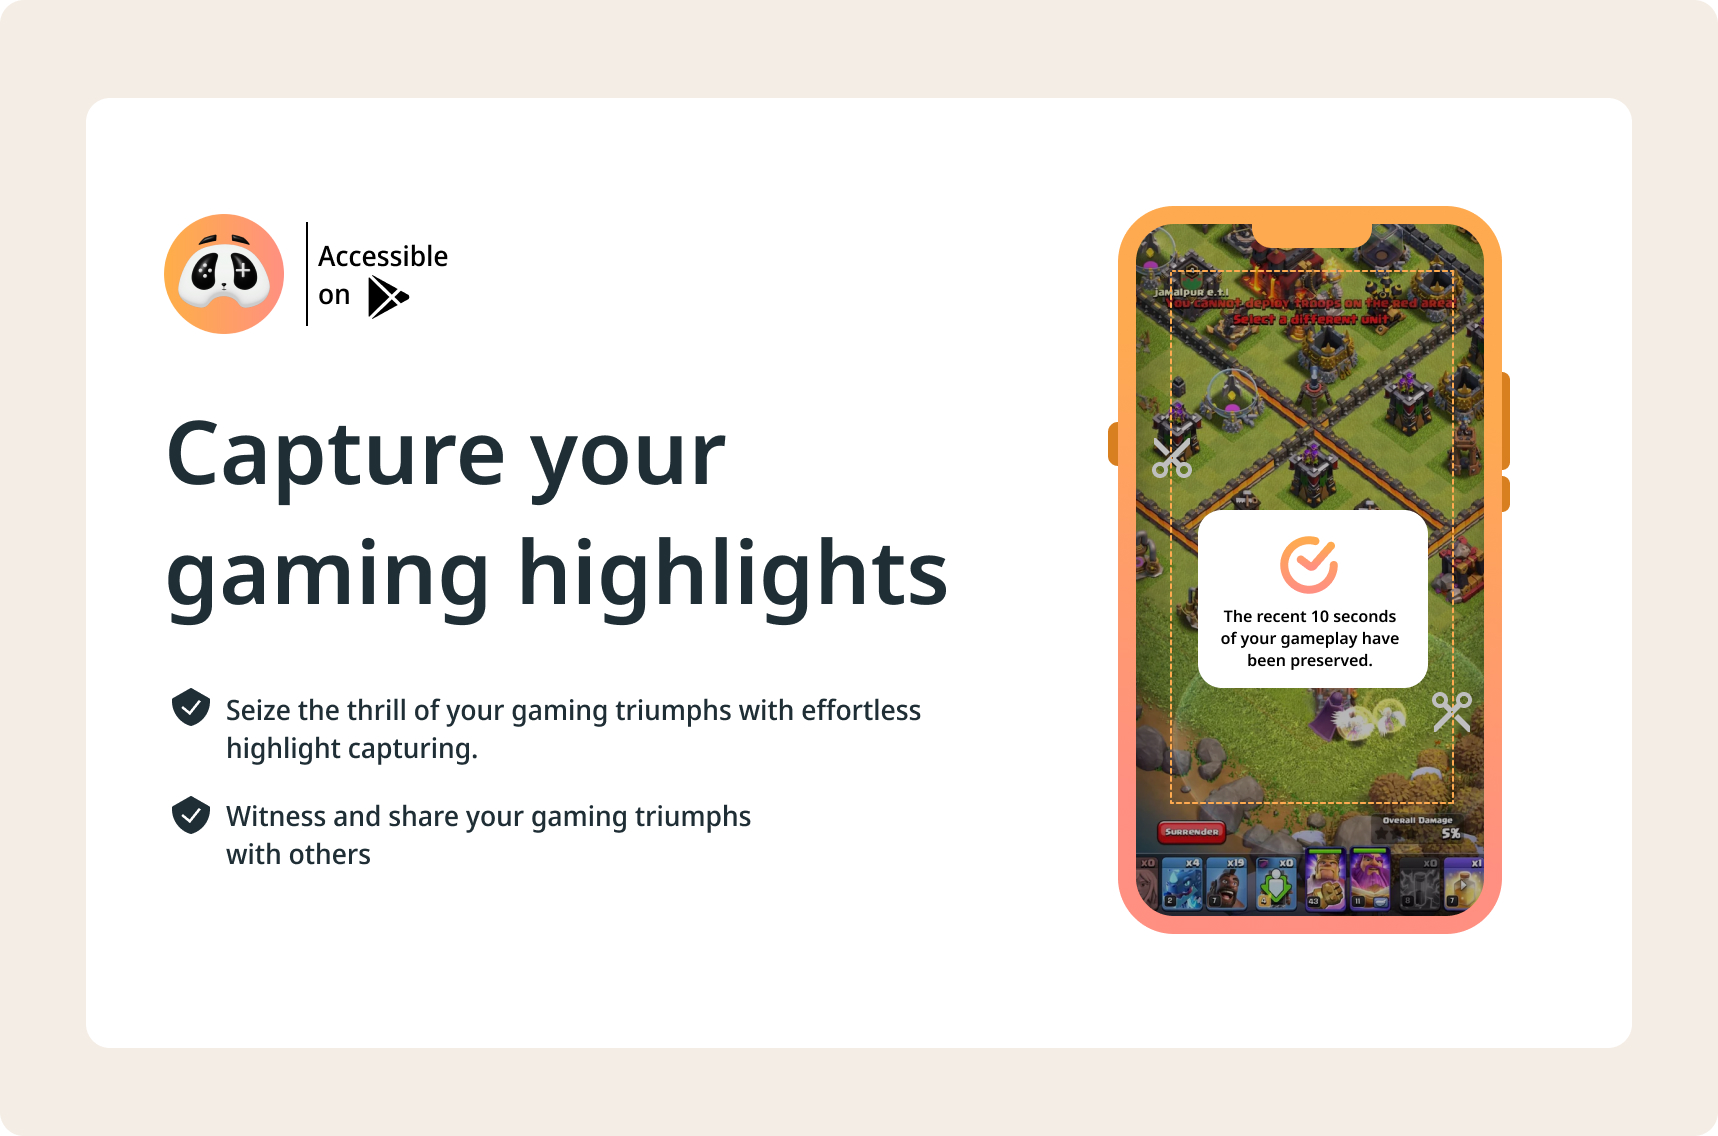 Accessible
on
Capture your
gaming highlights
Seize the thrill of your gaming triumphs with effortless
highlight capturing.
Witness and share your gaming triumphs
with others
jamalpur e.t.l
You cannot deploy troops on the red area!
Select a different unit
The recent 10 seconds
of your gameplay have
been preserved.
Surrender
Overall Damage
5%
x0 x4 x19 x0 x0 x1
2 7 4 43 11 7